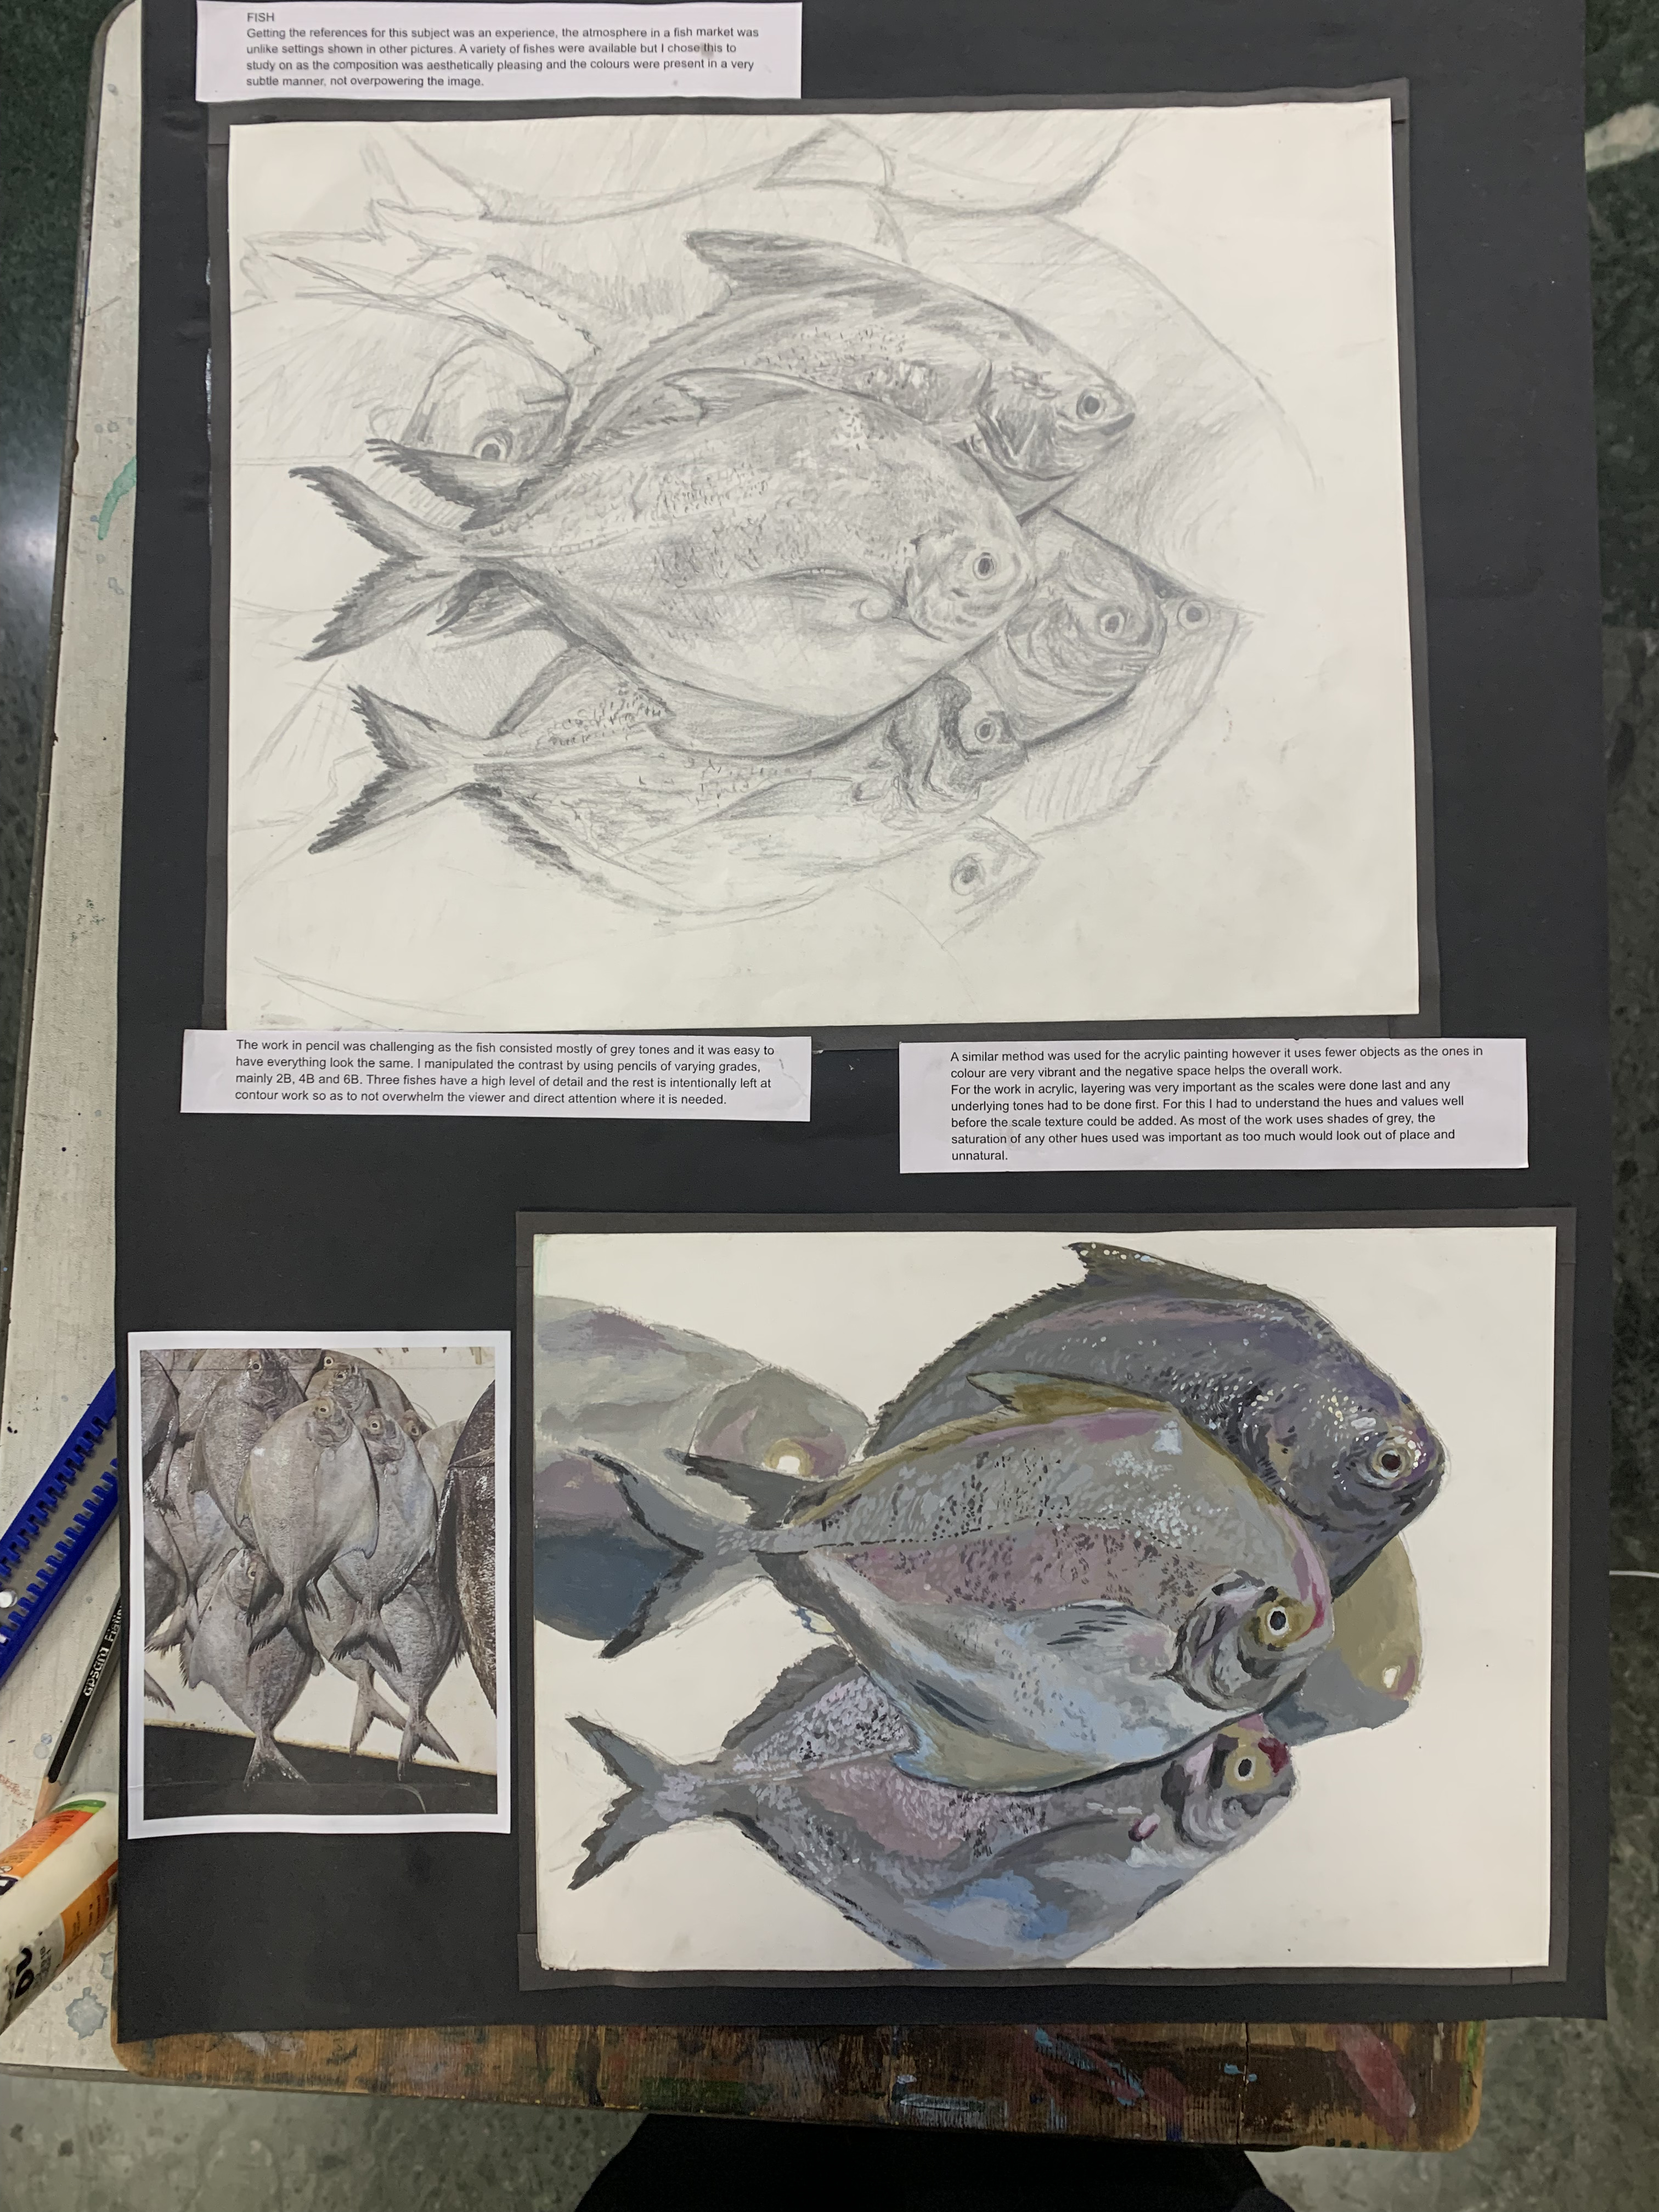 FISH
Getting the references for this subject was an experience, the atmosphere in a fish market was
unlike settings shown in other pictures. A variety of fishes were available but I chose this to
study on as the composition was aesthetically pleasing and the colours were present in a very
subtle manner, not overpowering the image.
The work in pencil was challenging as the fish consisted mostly of grey tones and it was easy to
have everything look the same. I manipulated the contrast by using pencils of varying grades,
mainly 2B, 4B and 6B. Three fishes have a high level of detail and the rest is intentionally left at
contour work so as to not overwhelm the viewer and direct attention where it is needed.
A similar method was used for the acrylic painting however it uses fewer objects as the ones in
colour are very vibrant and the negative space helps the overall work.
For the work in acrylic, layering was very important as the scales were done last and any
underlying tones had to be done first. For this I had to understand the hues and values well
before the scale texture could be added. As most of the work uses shades of grey, the
saturation of any other hues used was important as too much would look out of place and
unnatural.
apsara